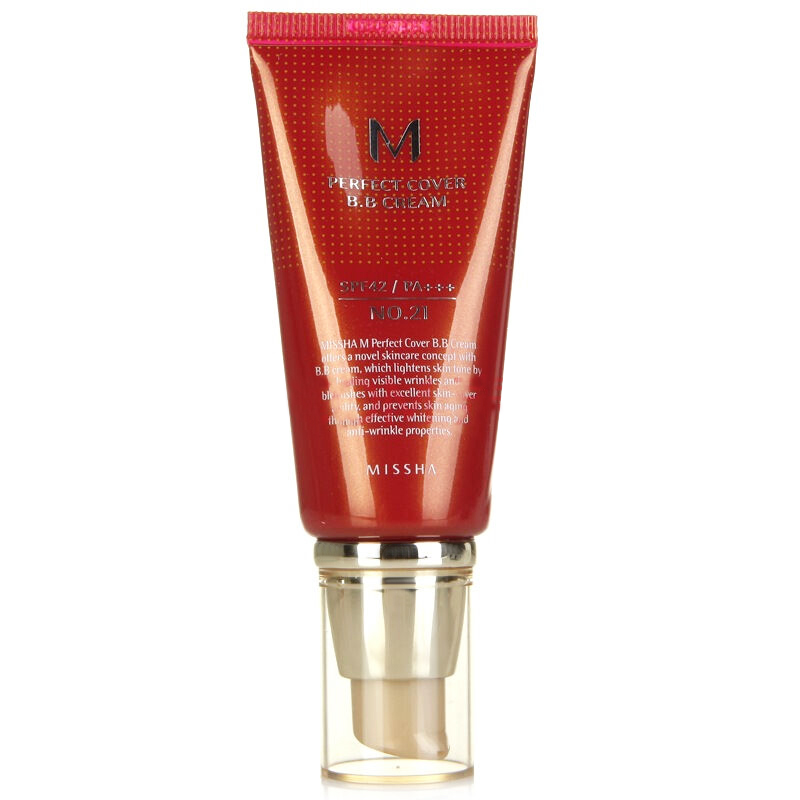 M
PERFECT COVER
B.B CREAM
SPF42 / PA+++
NO.21
MISSHA M Perfect Cover B.B Cream
offers a novel skincare concept with
B.B cream, which lightens skin tone by
visible wrinkles and
blemishes with excellent skin-cover
and prevents skin aging
through effective whitening and
anti-wrinkle properties.
MISSHA